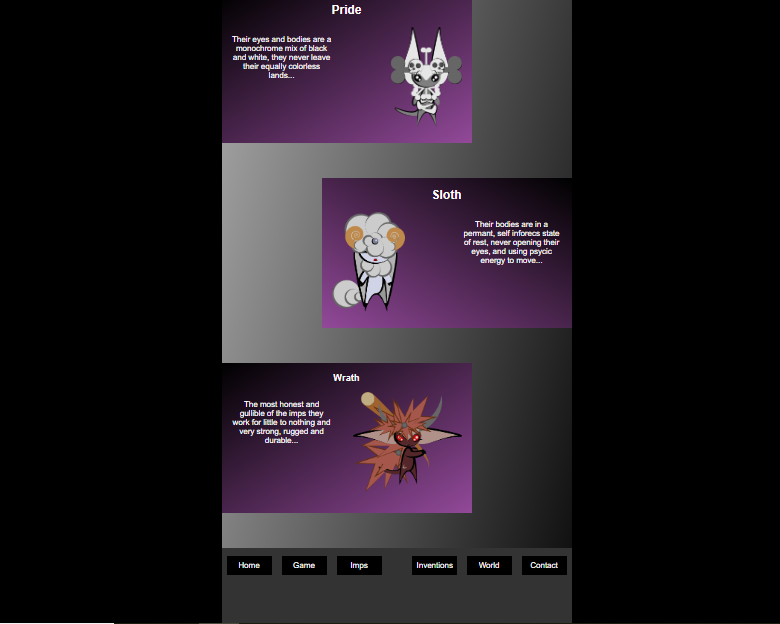 Pride
Their eyes and bodies are a
monochrome mix of black
and white, they never leave
their equally colorless
lands...
Sloth
Their bodies are in a
permant, self inforecs state
of rest, never opening their
eyes, and using psycic
energy to move...
Wrath
The most honest and
gullible of the imps they
work for little to nothing and
very strong, rugged and
durable...
Home Game Imps Inventions World Contact